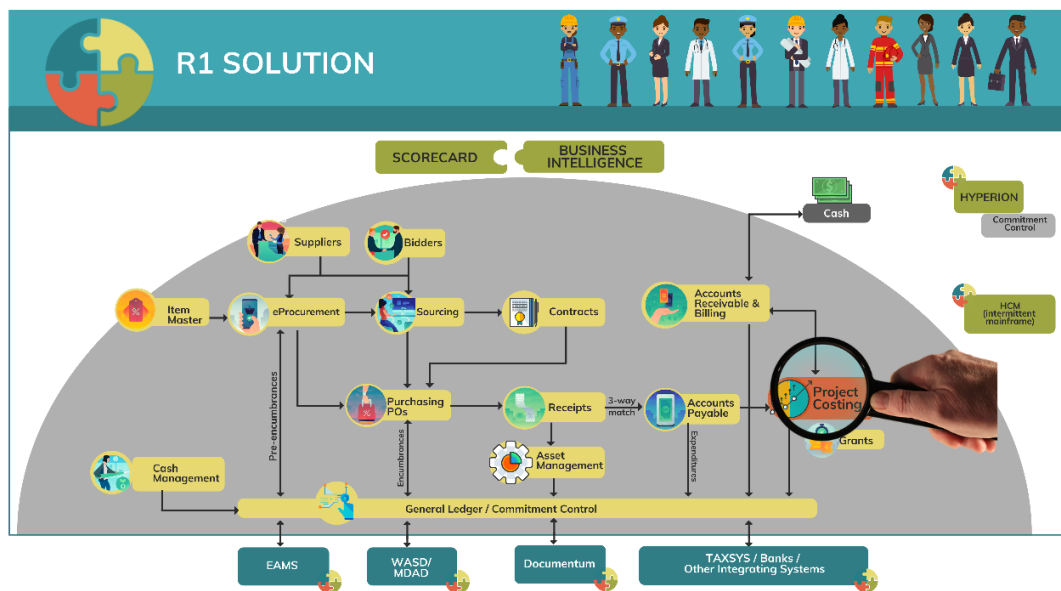 R1 SOLUTION
SCORECARD
BUSINESS
INTELLIGENCE
HYPERION
Commitment
Control
Cash
Suppliers
Bidders
Item
Master
eProcurement
Sourcing
Contracts
Accounts
Receivable &
Billing
HCM
(intermittent
mainframe)
Pre-encumbrances
Purchasing
POs
Receipts
3-way
match
Accounts
Payable
Project
Costing
Grants
Encumbrances
Expenditures
Asset
Management
Cash
Management
General Ledger / Commitment Control
EAMS
WASD/
MDAD
Documentum
TAXSYS / Banks /
Other Integrating Systems